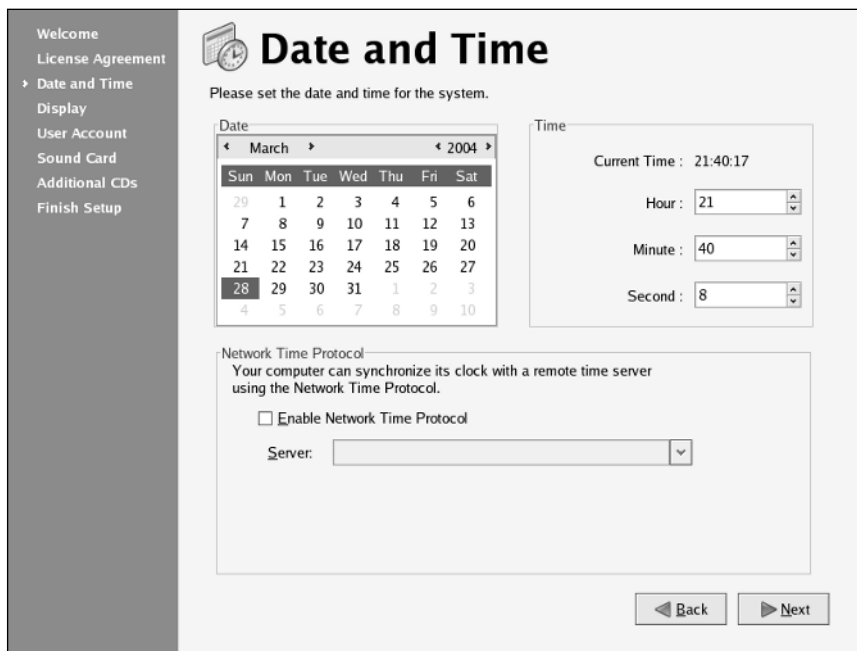 Welcome
License Agreement
Date and Time
Display
User Account
Sound Card
Additional CDs
Finish Setup
Date and Time
Please set the date and time for the system.
Date
March 2004
Sun Mon Tue Wed Thu Fri Sat
29 1 2 3 4 5 6
7 8 9 10 11 12 13
14 15 16 17 18 19 20
21 22 23 24 25 26 27
28 29 30 31 1 2 3
4 5 6 7 8 9 10
Time
Current Time : 21:40:17
Hour : 21
Minute : 40
Second : 8
Network Time Protocol
Your computer can synchronize its clock with a remote time server
using the Network Time Protocol.
Enable Network Time Protocol
Server:
Back Next